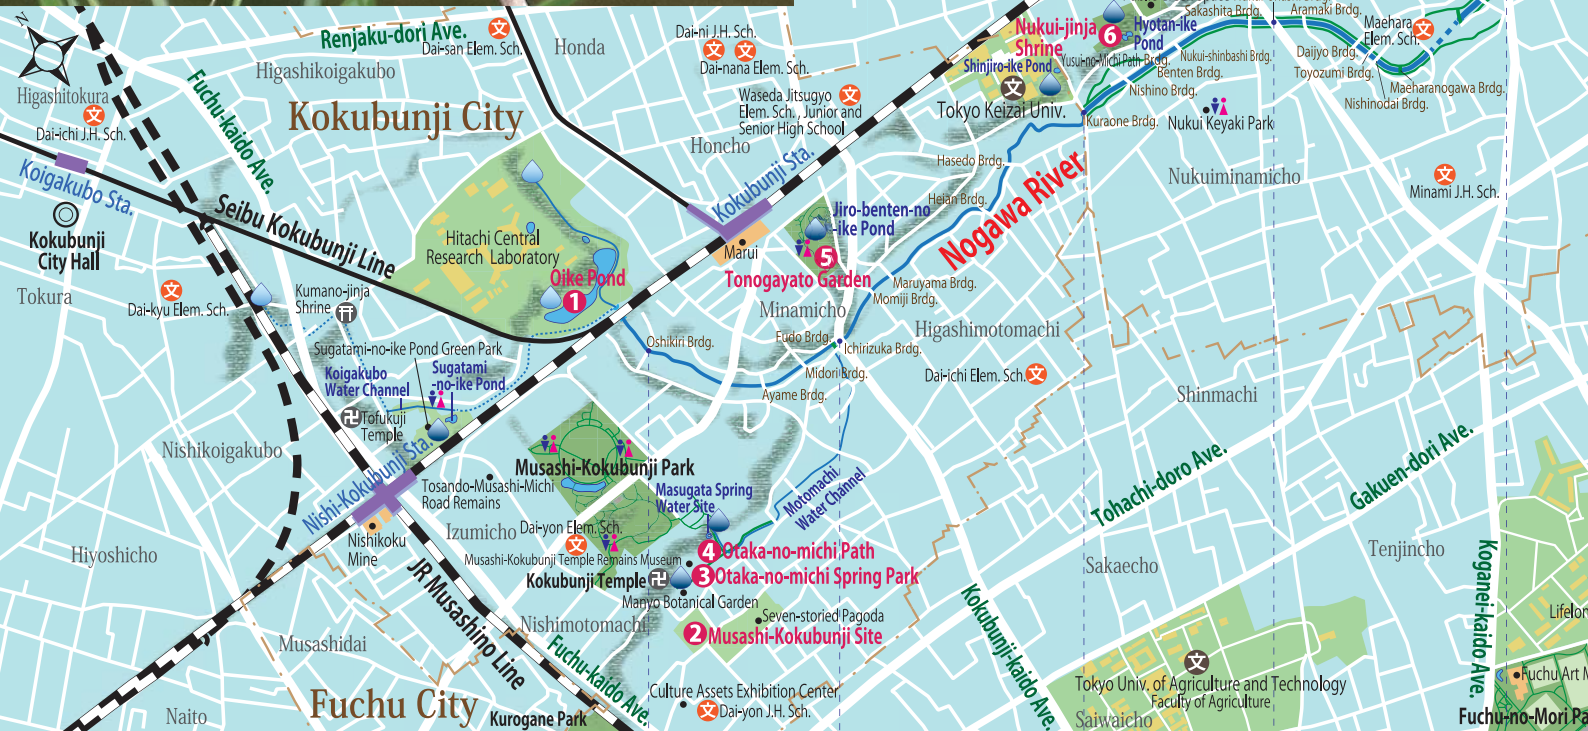 N
Renjaku-dori Ave.
Dai-san Elem. Sch.
Higashikoigakubo
Honda
Dai-ni J.H. Sch.
Dai-nana Elem. Sch.
Waseda Jitsugyo
Elem. Sch., Junior and
Senior High School
Honcho
Sakashita Brdg.
Aramaki Brdg.
Nukui-jinja
Shrine
6
Hyotan-ike
Pond
Maehara
Elem. Sch.
Shinjiro-ike Pond
Yusui-no-Michi Path Brdg.
Nukui-shinbashi Brdg.
Benten Brdg.
Nishino Brdg.
Daijyo Brdg.
Toyozumi Brdg.
Maeharanogawa Brdg.
Nishinodai Brdg.
文
Tokyo Keizai Univ.
Kuraone Brdg.
Nukui Keyaki Park
Hasedo Brdg.
Heian Brdg.
Nukuiminamicho
Minami J.H. Sch.
Nogawa River
Higashitokura
Dai-ichi J.H. Sch.
Fuchu-kaido Ave.
Kokubunji City
Koigakubo Sta.
Seibu Kokubunji Line
Kokubunji
City Hall
Tokura
Dai-kyu Elem. Sch.
Kumano-jinja
Shrine
Hitachi Central
Research Laboratory
Oike Pond
1
Kokubunji Sta.
Marui
Jiro-benten-no
-ike Pond
5
Tonogayato Garden
Minamicho
Maruyama Brdg.
Momiji Brdg.
Higashimotomachi
Fudo Brdg.
Ichirizuka Brdg.
Oshikiri Brdg.
Midori Brdg.
Ayame Brdg.
Dai-ichi Elem. Sch.
Shinmachi
Sugatami-no-ike Pond Green Park
Koigakubo
Water Channel
Sugatami
-no-ike Pond
Tofukuji
Temple
Nishikoigakubo
Nishi-Kokubunji Sta.
Tosando-Musashi-Michi
Road Remains
Musashi-Kokubunji Park
Masugata Spring
Water Site
Motomachi
Water Channel
Tohachi-doro Ave.
Gakuen-dori Ave.
Nishikoku
Mine
Izumicho
Dai-yon Elem. Sch.
Hiyoshicho
Musashi-Kokubunji Temple Remains Museum
4
Otaka-no-michi Path
Kokubunji Temple
3
Otaka-no-michi Spring Park
Manyo Botanical Garden
Seven-storied Pagoda
2
Musashi-Kokubunji Site
Nishimotomachi
JR Musashino Line
Fuchu-kaido Ave.
Musashidai
Fuchu City
Naito
Kurogane Park
Culture Assets Exhibition Center
Dai-yon J.H. Sch.
Kokubunji-kaido Ave.
Sakaecho
Tenjincho
Koganei-kaido Ave.
文
Tokyo Univ. of Agriculture and Technology
Faculty of Agriculture
Saiwaicho
Lifelon
Fuchu Art M
Fuchu-no-Mori Pa